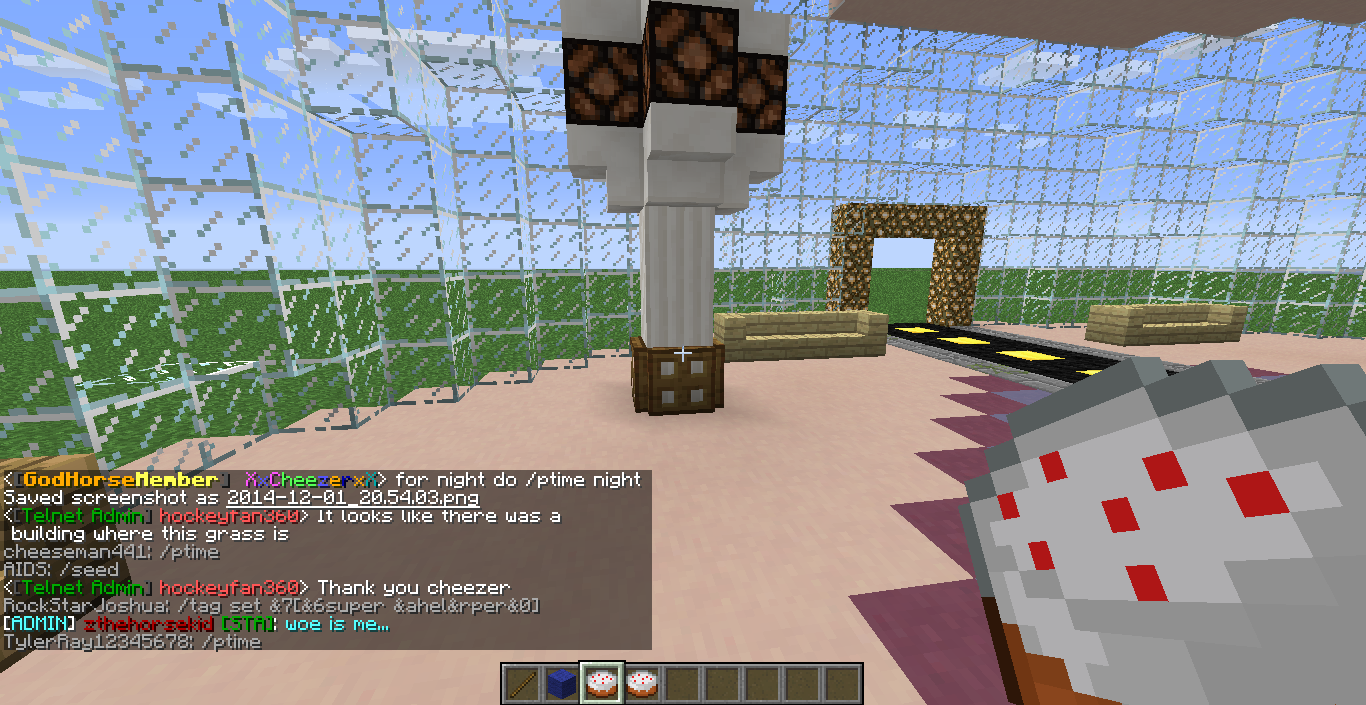 <[GodHorseMember] XxCheezerxX> for night do /ptime night
Saved screenshot as 2014-12-01_20.54.03.png
<[Telnet Admin] hockeyfan360> It looks like there was a
building where this grass is
cheeseman441: /ptime
AIDS: /seed
<[Telnet Admin] hockeyfan360> Thank you cheezer
RockStarJoshua: /tag set &7[&6super &ahel&rper&0]
[ADMIN] zthehorsekid [STA]: woe is me...
TylerRay12345678: /ptime